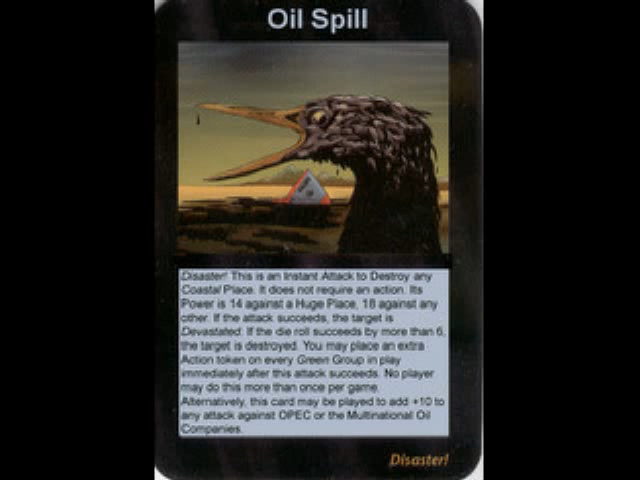 Oil Spill
Disaster! This is an Instant Attack to Destroy any
Coastal Place. It does not require an action. Its
Power is 14 against a Huge Place, 18 against any
other. If the attack succeeds, the target is
Devastated. If the die roll succeeds by more than 6,
the target is destroyed. You may place an extra
Action token on every Green Group in play
immediately after this attack succeeds. No player
may do this more than once per game.
Alternatively, this card may be played to add +10 to
any attack against OPEC or the Multinational Oil
Companies.
Disaster!